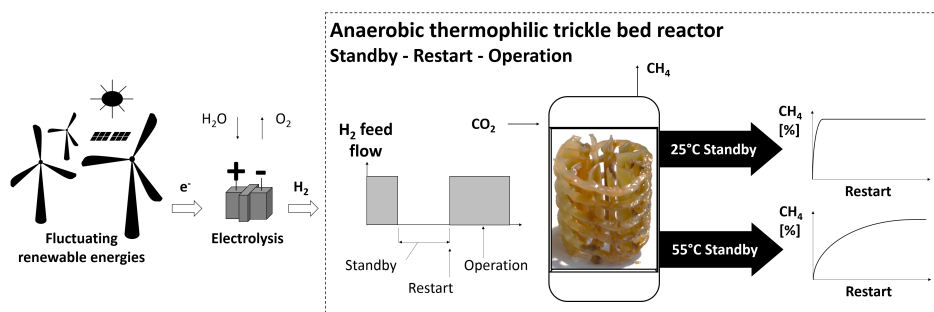 Anaerobic thermophilic trickle bed reactor
Standby - Restart - Operation
Fluctuating
renewable energies
e-
H2O
O2
+ -
Electrolysis
H2
H2 feed
flow
Standby
Restart
Operation
CO2
CH4
25°C Standby
55°C Standby
CH4
[%]
Restart
CH4
[%]
Restart